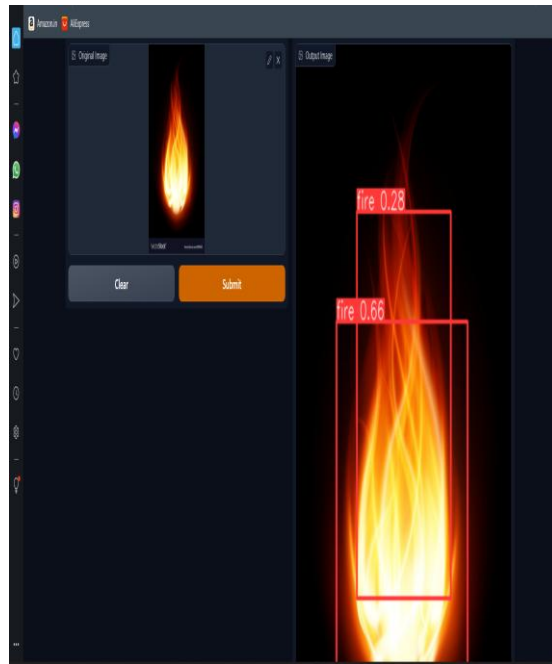 Amazon.in AliExpress
Original Image
Output Image
Clear
Submit
fire 0.28
fire 0.66